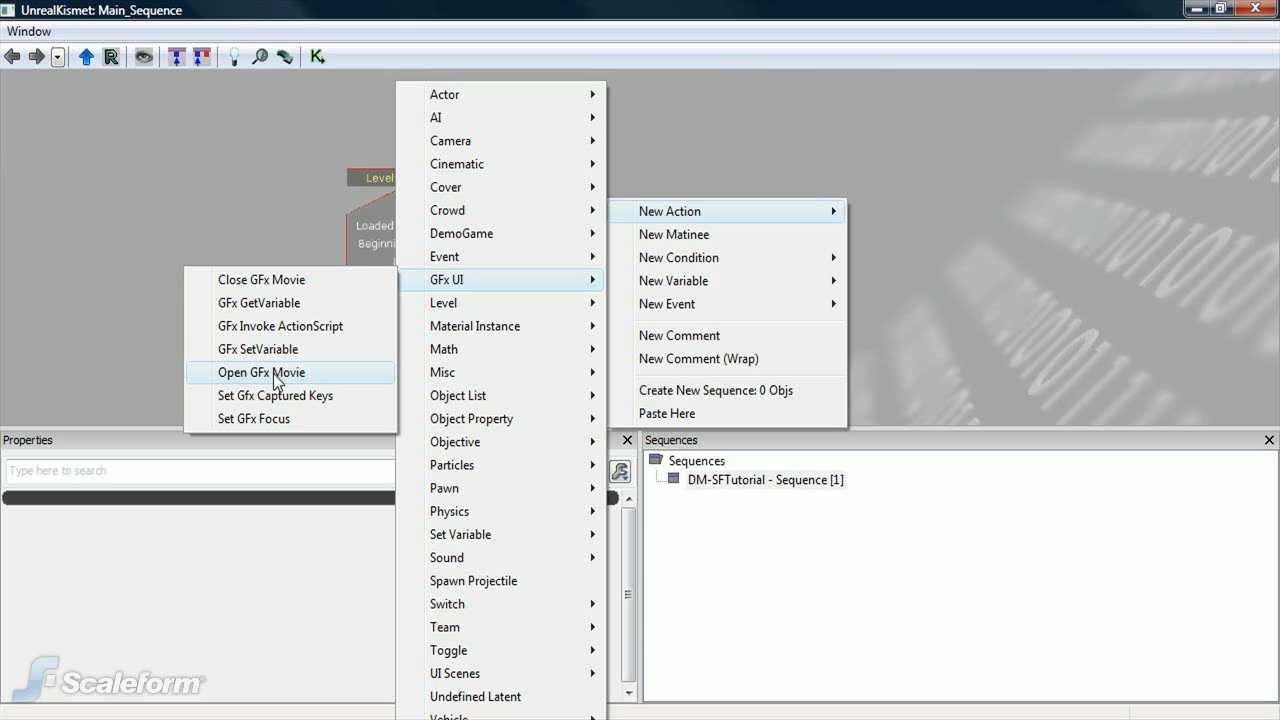 UnrealKismet: Main_Sequence
Window
Level
Loaded
Beginni
Actor
AI
Camera
Cinematic
Cover
Crowd
DemoGame
Event
GFx UI
Level
Material Instance
Math
Misc
Object List
Object Property
Objective
Particles
Pawn
Physics
Set Variable
Sound
Spawn Projectile
Switch
Team
Toggle
UI Scenes
Undefined Latent
Vehicle
New Action
New Matinee
New Condition
New Variable
New Event
New Comment
New Comment (Wrap)
Create New Sequence: 0 Objs
Paste Here
Close GFx Movie
GFx GetVariable
GFx Invoke ActionScript
GFx SetVariable
Open GFx Movie
Set Gfx Captured Keys
Set GFx Focus
Properties
Type here to search
Sequences
Sequences
DM-SFTutorial - Sequence [1]
Scaleform